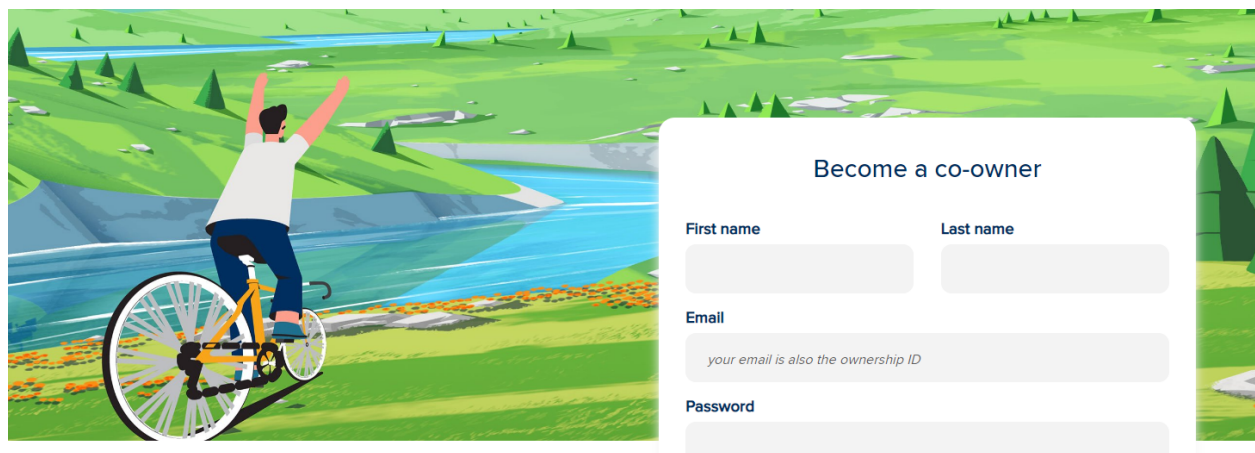 Become a co-owner
First name Last name
Email
your email is also the ownership ID
Password